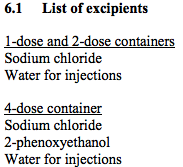 6.1 List of excipients
1-dose and 2-dose containers
Sodium chloride
Water for injections
4-dose container
Sodium chloride
2-phenoxyethanol
Water for injections